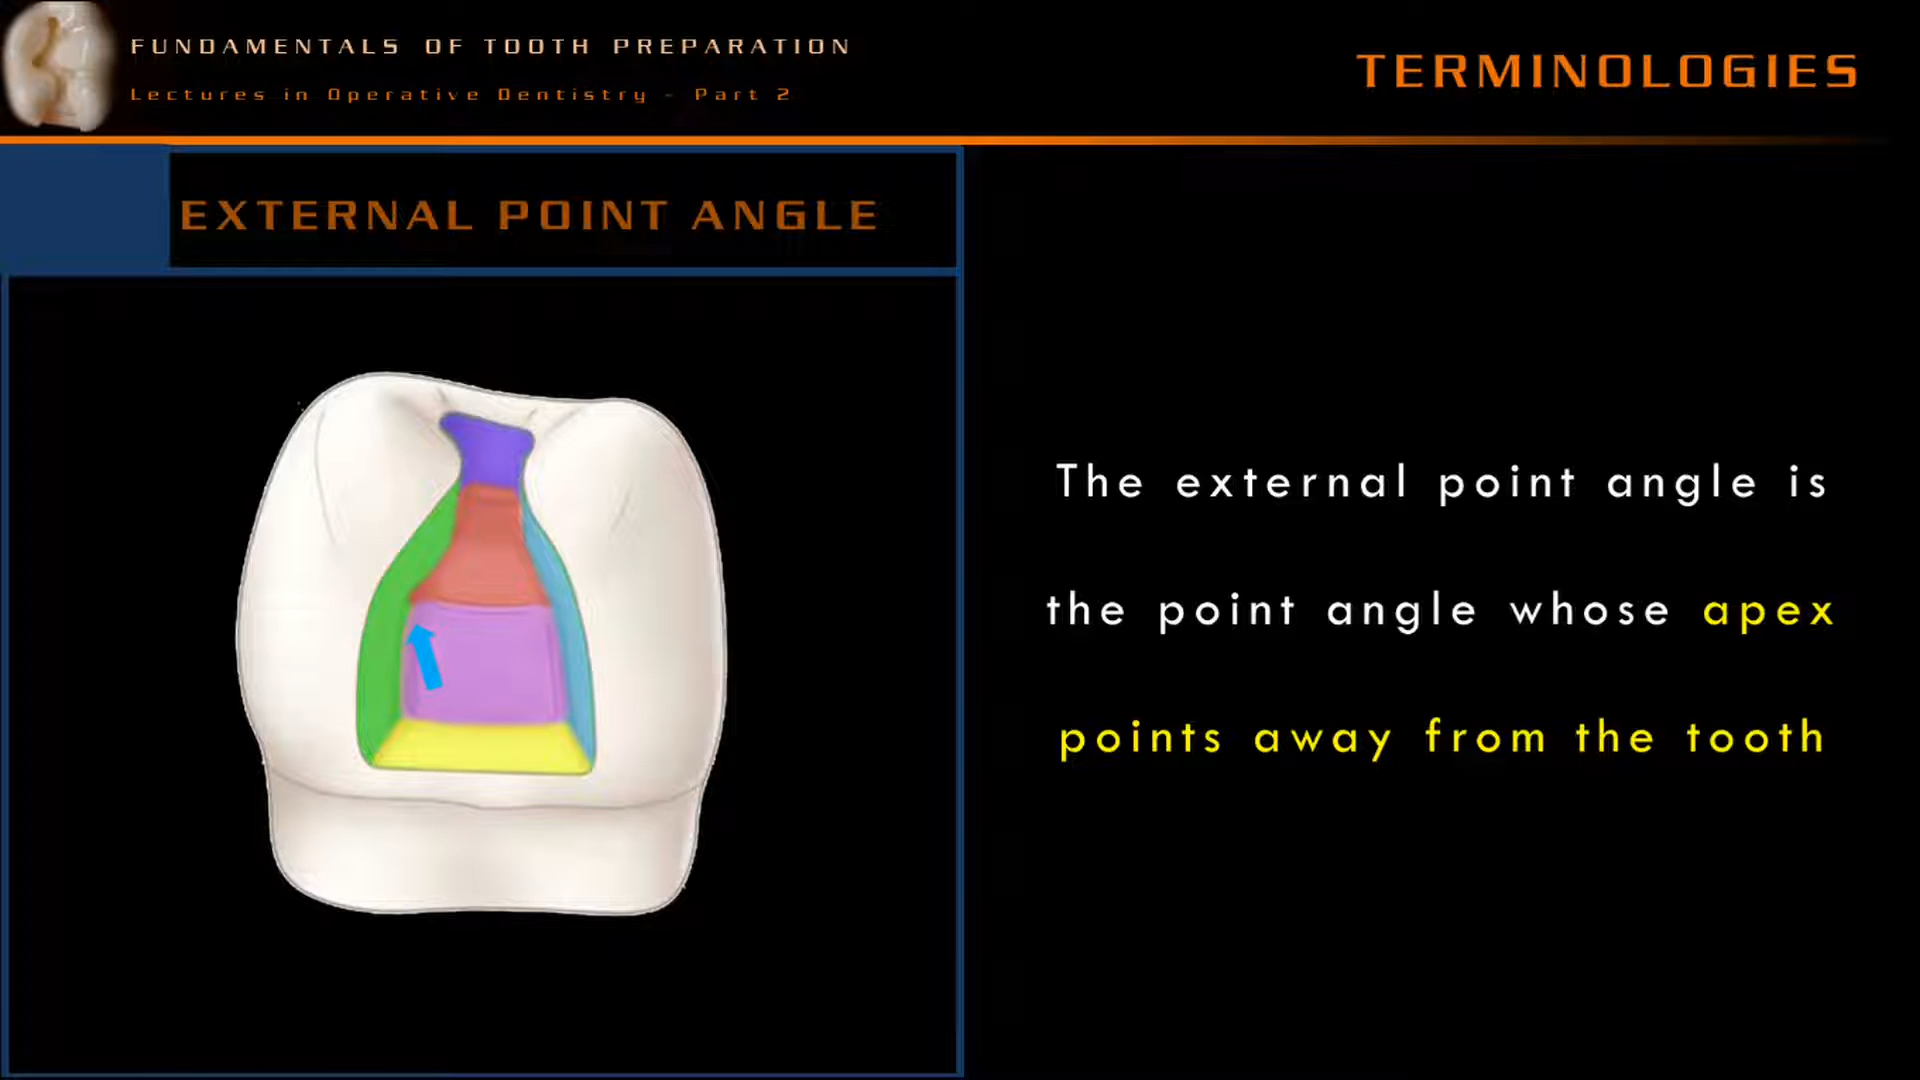 FUNDAMENTALS OF TOOTH PREPARATION
Lectures in Operative Dentistry - Part 2
TERMINOLOGIES
EXTERNAL POINT ANGLE
The external point angle is
the point angle whose apex
points away from the tooth